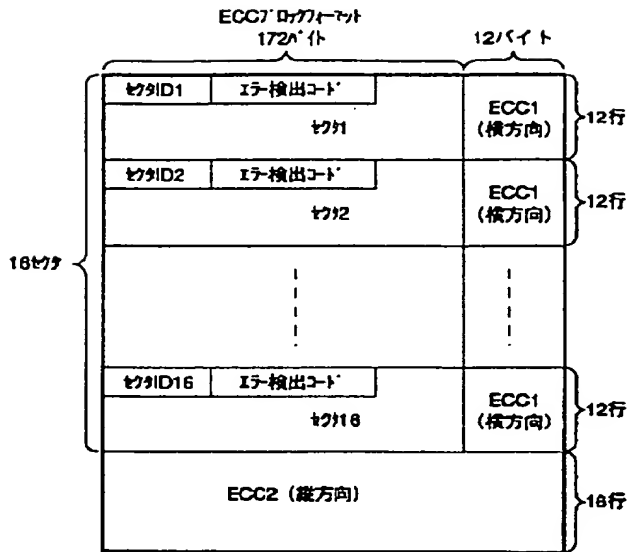 ECCブロックフォーマット
172バイト
12バイト
セクタID1
エラー検出コード
セクタ1
ECC1
(横方向)
12行
セクタID2
エラー検出コード
セクタ2
ECC1
(横方向)
12行
16セクタ
セクタID16
エラー検出コード
セクタ16
ECC1
(横方向)
12行
ECC2 (縦方向)
16行